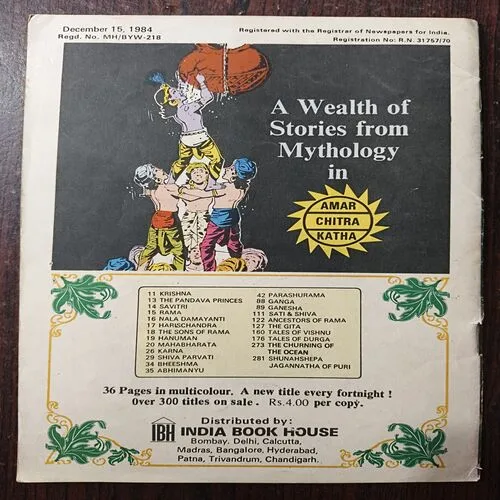 December 15, 1984
Regd. No. MH/BYW-218
Registered with the Registrar of Newspapers for India.
Registration No: R.N. 31757/70
A Wealth of
Stories from
Mythology
in
AMAR
CHITRA
KATHA
11 KRISHNA
13 THE PANDAVA PRINCES
14 SAVITRI
15 RAMA
16 NALA DAMAYANTI
17 HARISCHANDRA
18 THE SONS OF RAMA
19 HANUMAN
20 MAHABHARATA
26 KARNA
29 SHIVA PARVATI
34 BHEESHMA
35 ABHIMANYU
42 PARASHURAMA
88 GANGA
89 GANESHA
111 SATI & SHIVA
122 ANCESTORS OF RAMA
127 THE GITA
160 TALES OF VISHNU
176 TALES OF DURGA
273 THE CHURNING OF
THE OCEAN
281 SHUNAHSHEPA
JAGANNATHA OF PURI
36 Pages in multicolour. A new title every fortnight !
Over 300 titles on sale. Rs.4.00 per copy.
Distributed by:
IBH INDIA BOOK HOUSE
Bombay, Delhi, Calcutta,
Madras, Bangalore, Hyderabad,
Patna, Trivandrum, Chandigarh.